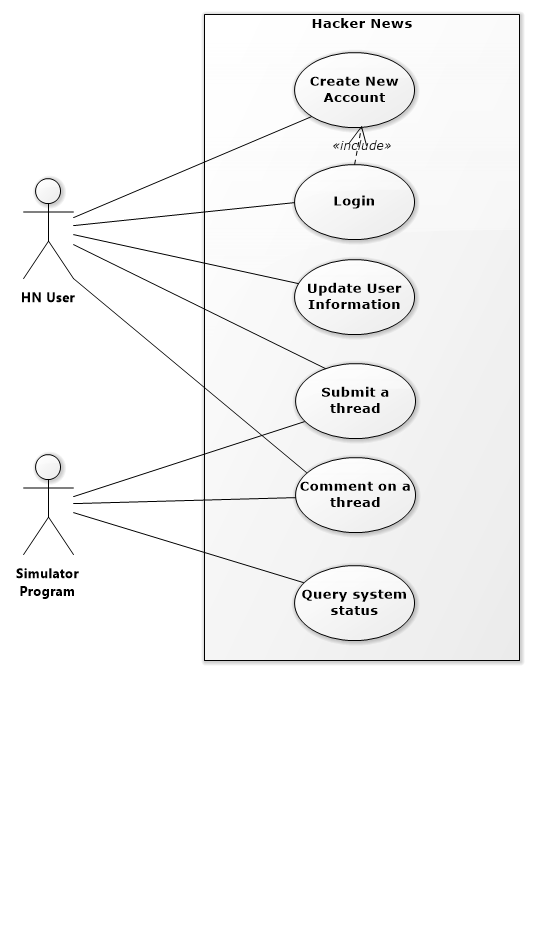 Hacker News
Create New
Account
«include»
Login
HN User
Update User
Information
Submit a
thread
Comment on a
thread
Simulator
Program
Query system
status